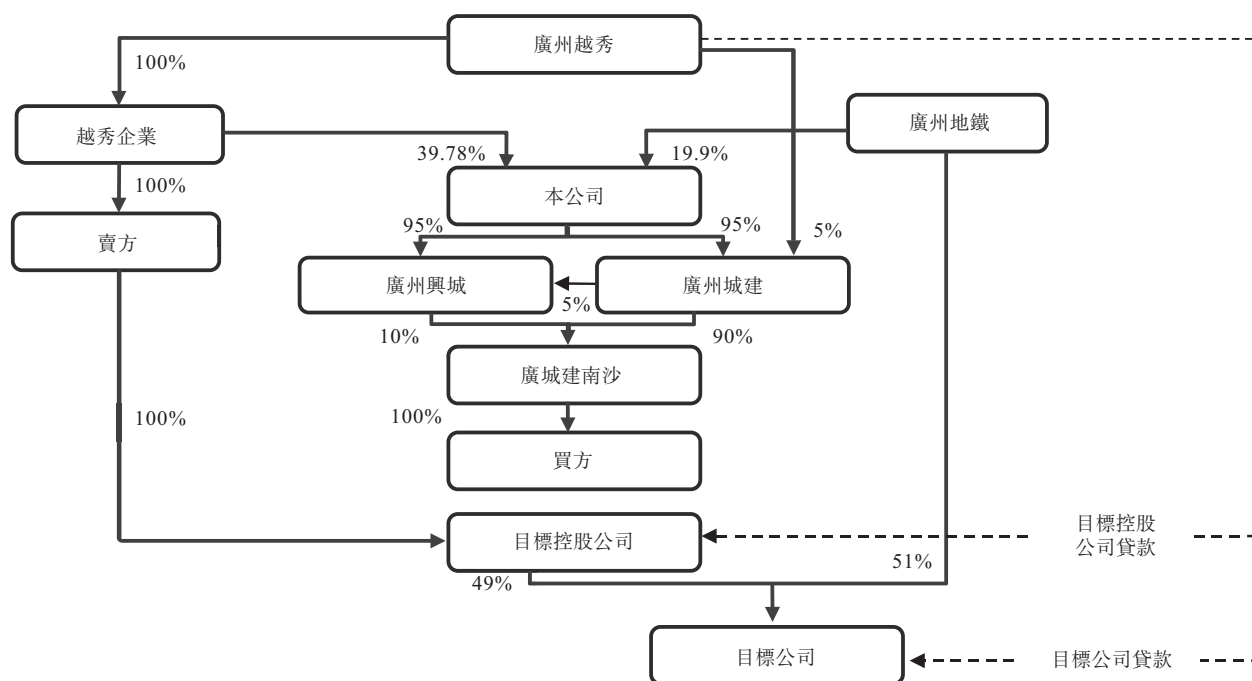 廣州越秀
100%
廣州地鐵
越秀企業
39.78%
19.9%
100%
本公司
賣方
95%
95%
5%
廣州興城
廣州城建
5%
10%
90%
廣城建南沙
100%
100%
買方
目標控股公司
目標控股
公司貸款
49%
51%
目標公司
目標公司貸款